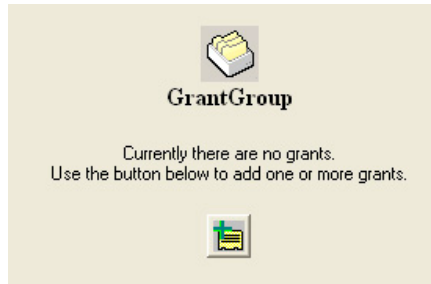 GrantGroup
Currently there are no grants.
Use the button below to add one or more grants.